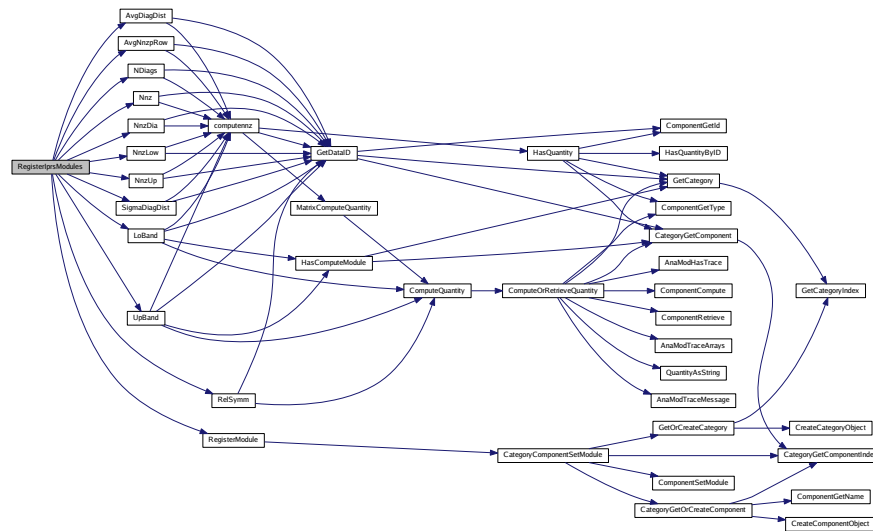 RegisterIprsModules
AvgDiagDist
AvgNnzpRow
NDiags
Nnz
NnzDia
NnzLow
NnzUp
SigmaDiagDist
LoBand
UpBand
RelSymm
RegisterModule
computennz
GetDataID
MatrixComputeQuantity
HasComputeModule
ComputeQuantity
HasQuantity
ComputeOrRetrieveQuantity
CategoryComponentSetModule
ComponentGetId
HasQuantityByID
GetCategory
ComponentGetType
CategoryGetComponent
AnaModHasTrace
ComponentCompute
ComponentRetrieve
AnaModTraceArrays
QuantityAsString
AnaModTraceMessage
GetOrCreateCategory
ComponentSetModule
CategoryGetOrCreateComponent
GetCategoryIndex
CreateCategoryObject
CategoryGetComponentIndex
ComponentGetName
CreateComponentObject